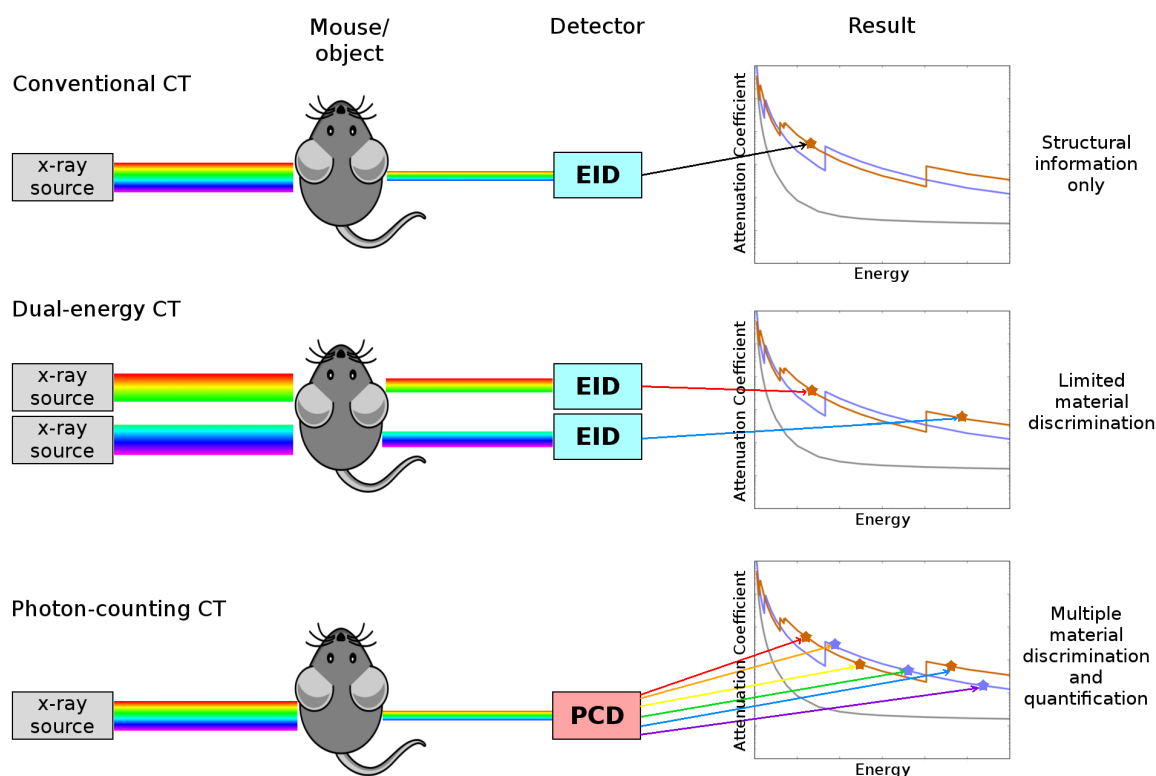 Mouse/
object
Detector
Result
Conventional CT
x-ray
source
EID
Attenuation Coefficient
Energy
Structural
information
only
Dual-energy CT
x-ray
source
x-ray
source
EID
EID
Attenuation Coefficient
Energy
Limited
material
discrimination
Photon-counting CT
x-ray
source
PCD
Attenuation Coefficient
Energy
Multiple
material
discrimination
and
quantification